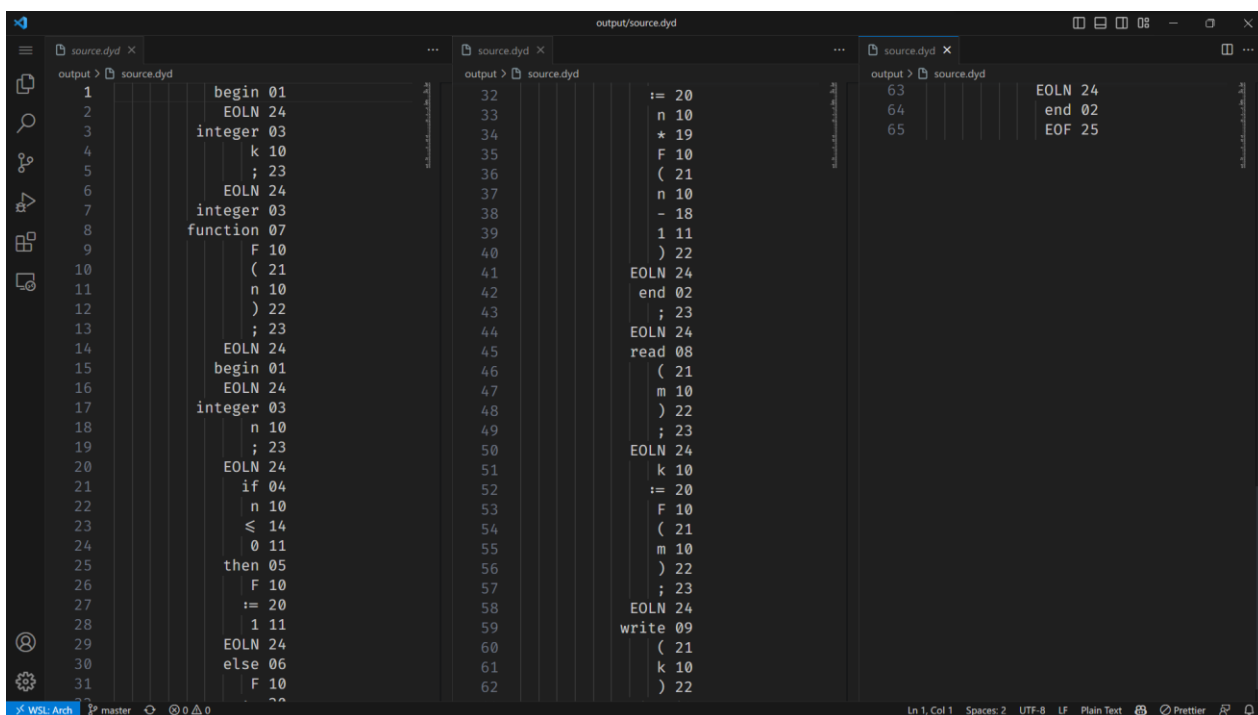 output/source.dyd
source.dyd
output > source.dyd
1 begin 01
2 EOLN 24
3 integer 03
4 k 10
5 ; 23
6 EOLN 24
7 integer 03
8 function 07
9 F 10
10 ( 21
11 n 10
12 ) 22
13 ; 23
14 EOLN 24
15 begin 01
16 EOLN 24
17 integer 03
18 n 10
19 ; 23
20 EOLN 24
21 if 04
22 n 10
23 <= 14
24 0 11
25 then 05
26 F 10
27 := 20
28 1 11
29 EOLN 24
30 else 06
31 F 10
source.dyd
output > source.dyd
32 := 20
33 n 10
34 * 19
35 F 10
36 ( 21
37 n 10
38 - 18
39 1 11
40 ) 22
41 EOLN 24
42 end 02
43 ; 23
44 EOLN 24
45 read 08
46 ( 21
47 m 10
48 ) 22
49 ; 23
50 EOLN 24
51 k 10
52 := 20
53 F 10
54 ( 21
55 m 10
56 ) 22
57 ; 23
58 EOLN 24
59 write 09
60 ( 21
61 k 10
62 ) 22
source.dyd
output > source.dyd
63 EOLN 24
64 end 02
65 EOF 25
WSL: Arch master 0 0 Ln 1, Col 1 Spaces: 2 UTF-8 LF Plain Text Prettier